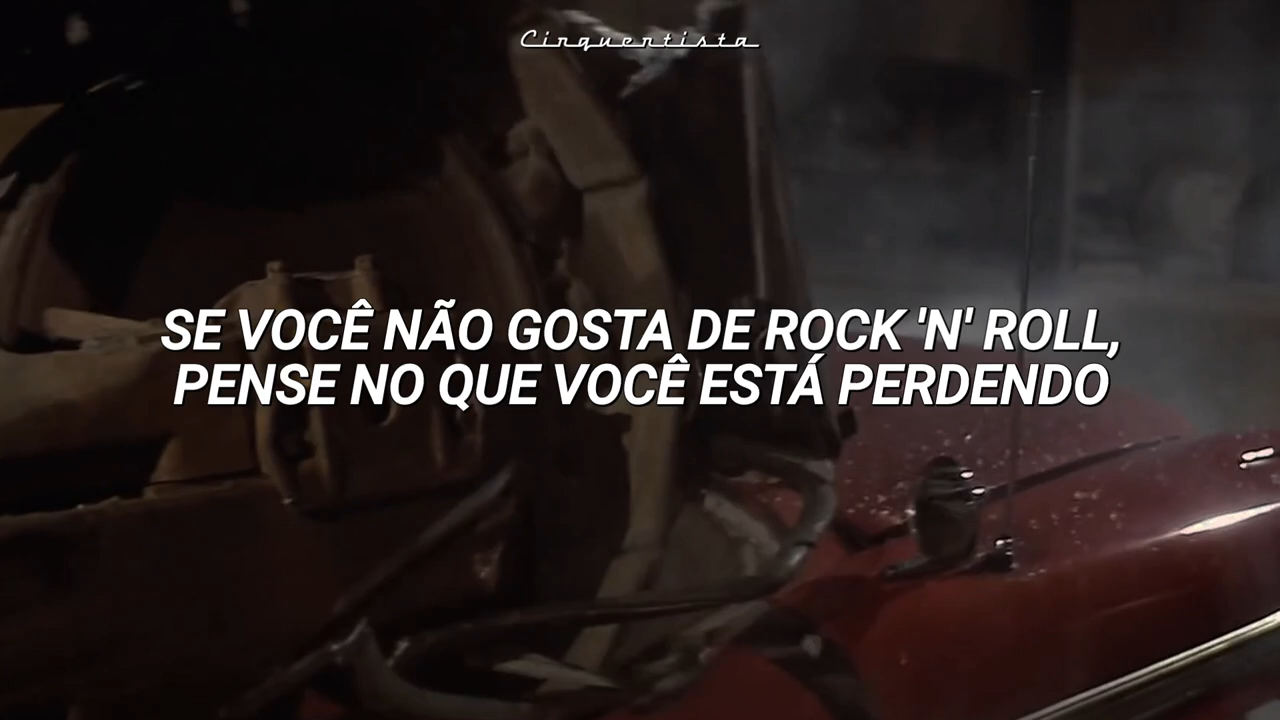 Cinquentista
SE VOCÊ NÃO GOSTA DE ROCK 'N' ROLL,
PENSE NO QUE VOCÊ ESTÁ PERDENDO